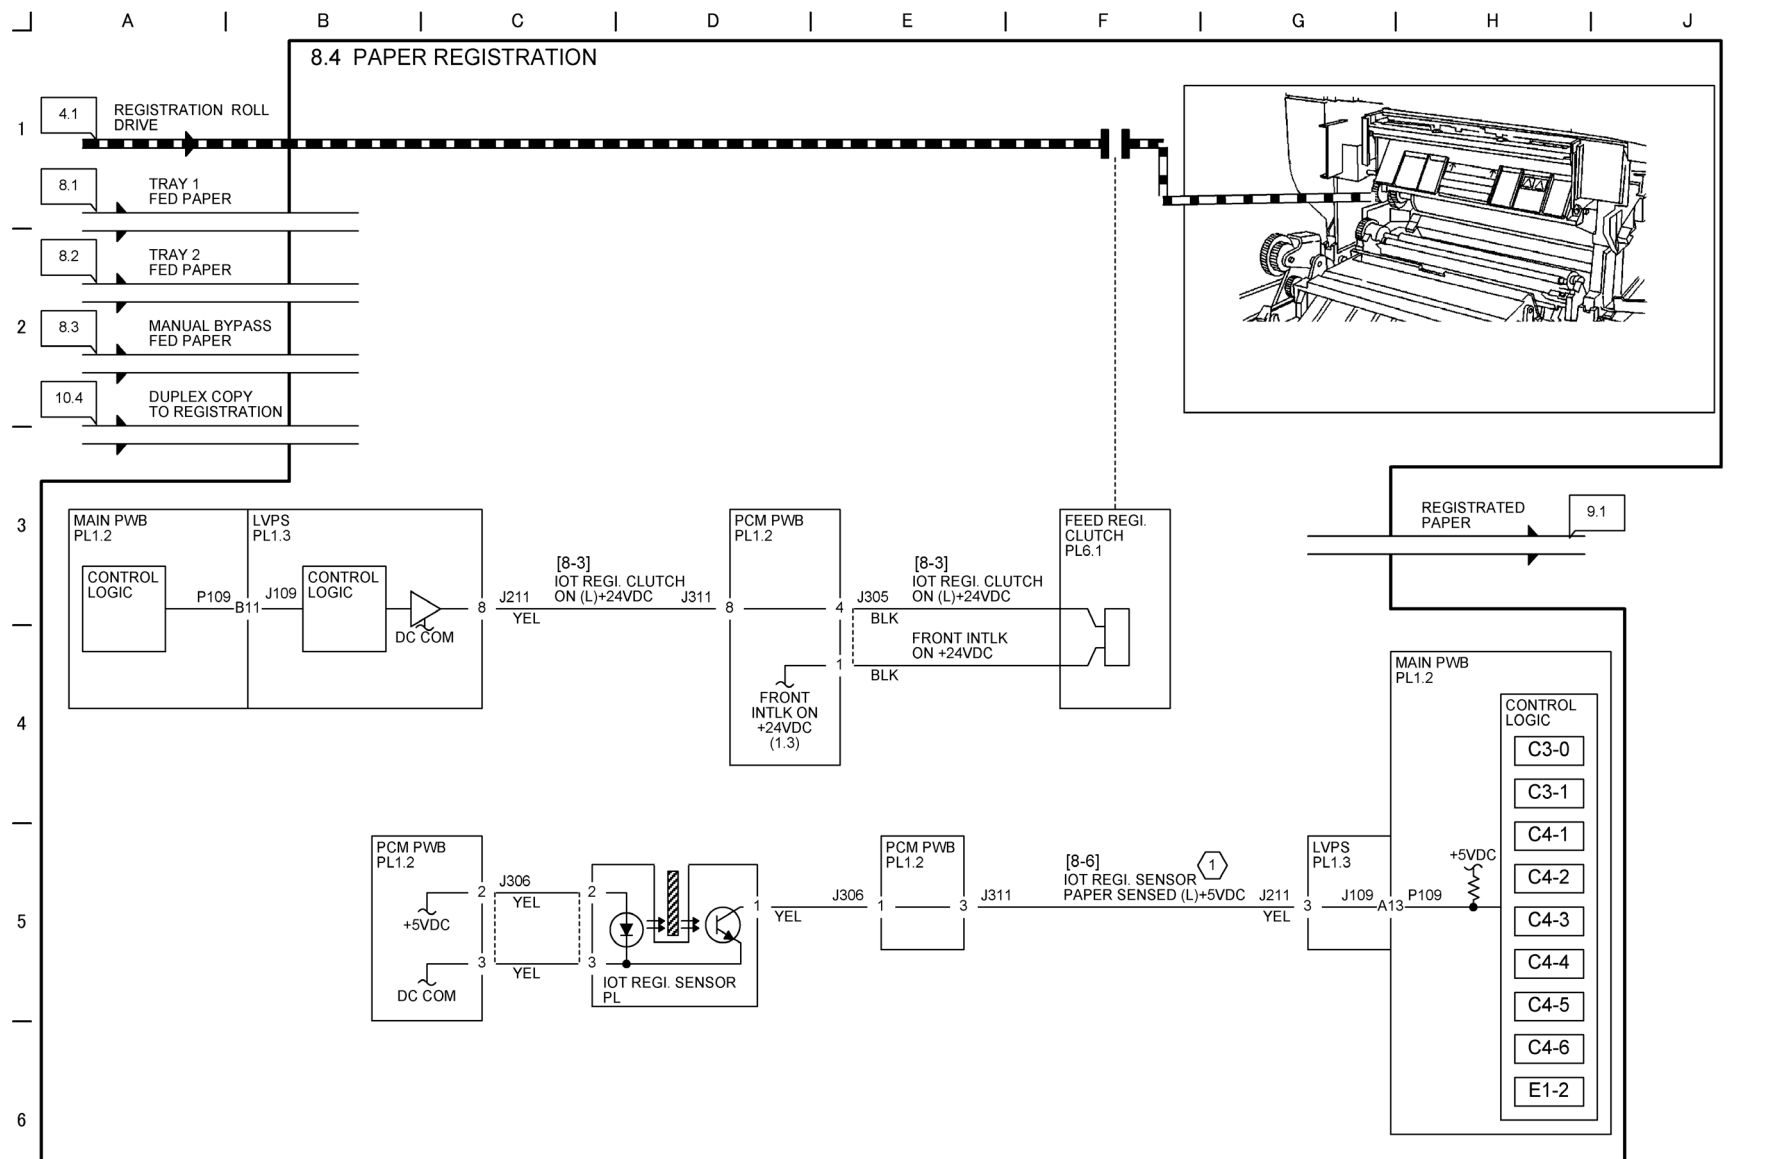 A B C D E F G H J
8.4 PAPER REGISTRATION
1
4.1
REGISTRATION ROLL
DRIVE
8.1
TRAY 1
FED PAPER
8.2
TRAY 2
FED PAPER
2
8.3
MANUAL BYPASS
FED PAPER
10.4
DUPLEX COPY
TO REGISTRATION
3
MAIN PWB
PL1.2
CONTROL
LOGIC
P109
B11
LVPS
PL1.3
J109
CONTROL
LOGIC
DC COM
8
J211
YEL
[8-3]
IOT REGI. CLUTCH
ON (L)+24VDC
J311
PCM PWB
PL1.2
8
4
1
FRONT
INTLK ON
+24VDC
(1.3)
J305
BLK
[8-3]
IOT REGI. CLUTCH
ON (L)+24VDC
FRONT INTLK
ON +24VDC
BLK
FEED REGI.
CLUTCH
PL6.1
REGISTRATED
PAPER
9.1
4
MAIN PWB
PL1.2
CONTROL
LOGIC
C3-0
C3-1
C4-1
C4-2
C4-3
C4-4
C4-5
C4-6
E1-2
5
PCM PWB
PL1.2
2
+5VDC
3
DC COM
J306
YEL
YEL
2
3
1
IOT REGI. SENSOR
PL
YEL
J306
PCM PWB
PL1.2
1
3
J311
[8-6]
IOT REGI. SENSOR
PAPER SENSED (L)+5VDC
1
J211
YEL
LVPS
PL1.3
3
J109
A13
P109
+5VDC
6